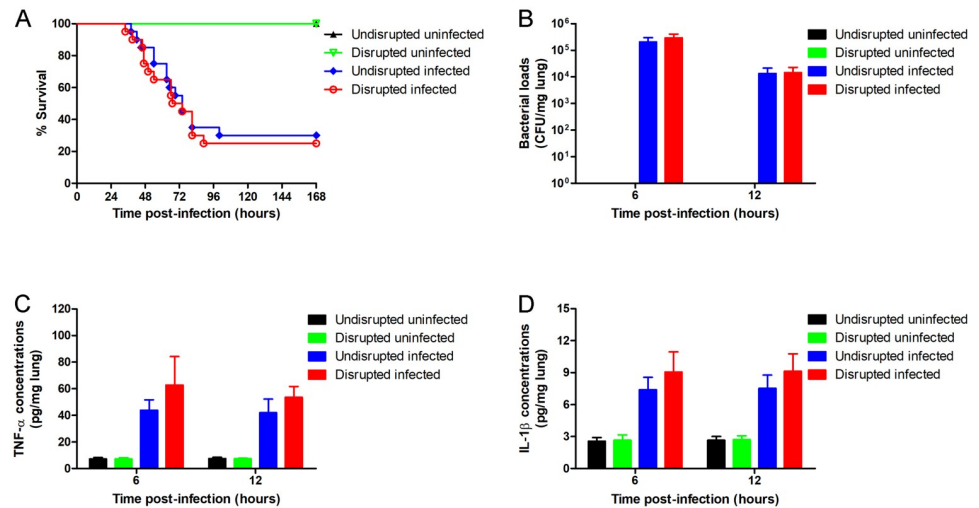 A
% Survival
100
80
60
40
20
0
0 24 48 72 96 120 144 168
Time post-infection (hours)
Undisrupted uninfected
Disrupted uninfected
Undisrupted infected
Disrupted infected
B
Bacterial loads
(CFU/mg lung)
10⁶
10⁵
10⁴
10³
10²
10¹
10⁰
6 12
Time post-infection (hours)
Undisrupted uninfected
Disrupted uninfected
Undisrupted infected
Disrupted infected
C
TNF-α concentrations
(pg/mg lung)
120
100
80
60
40
20
0
6 12
Time post-infection (hours)
Undisrupted uninfected
Disrupted uninfected
Undisrupted infected
Disrupted infected
D
IL-1β concentrations
(pg/mg lung)
15
12
9
6
3
0
6 12
Time post-infection (hours)
Undisrupted uninfected
Disrupted uninfected
Undisrupted infected
Disrupted infected